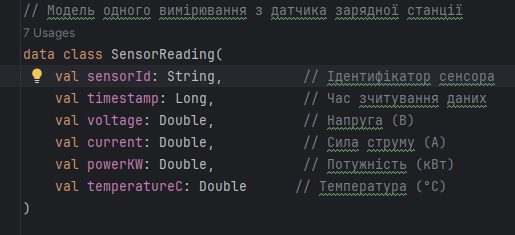 // Модель одного вимірювання з датчика зарядної станції
7 Usages
data class SensorReading(
    val sensorId: String,          // Ідентифікатор сенсора
    val timestamp: Long,           // Час зчитування даних
    val voltage: Double,           // Напруга (В)
    val current: Double,           // Сила струму (А)
    val powerKW: Double,           // Потужність (кВт)
    val temperatureC: Double      // Температура (°C)
)